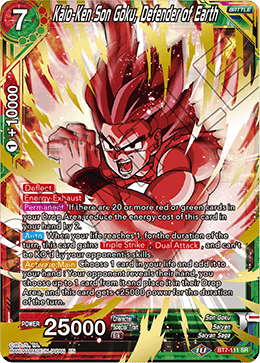 7
Kaio-Ken Son Goku, Defender of Earth
BATTLE
+10000
Deflect
Energy-Exhaust
Permanent If there are 20 or more red or green cards in
your Drop Area, reduce the energy cost of this card in
your hand by 2.
Auto When your life reaches 1, for the duration of the
turn, this card gains Triple Strike, Dual Attack, and can't
be KO'd by your opponent's skills.
Activate:Main Choose 1 card in your life and add it to
your hand : Your opponent reveals their hand, you
choose up to 1 card from it and place it in their Drop
Area, and this card gets +25000 power for the duration
of the turn.
POWER 25000
Character Son Goku
Special Trait Saiyan
Era Saiyan Saga
BT7-111 SR